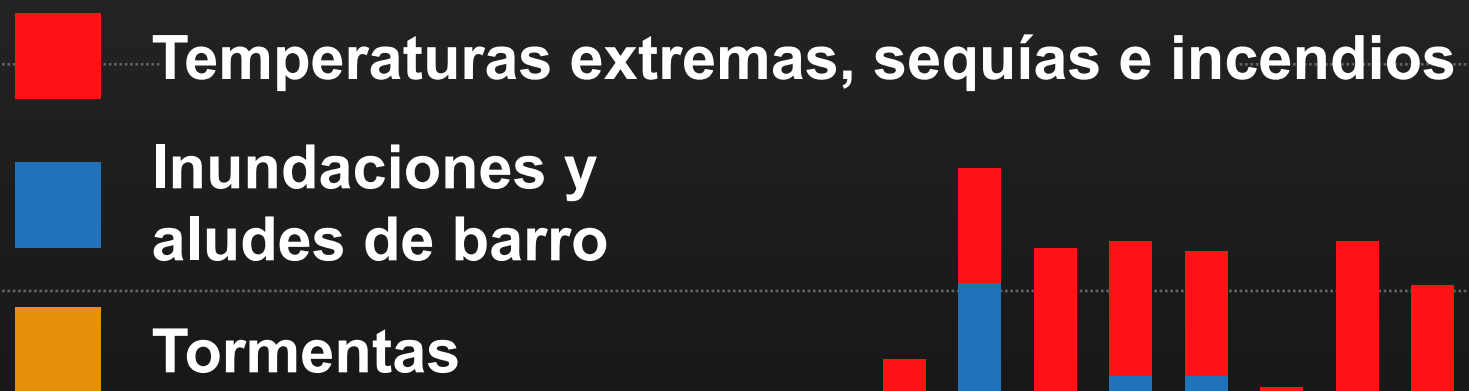 Temperaturas extremas, sequías e incendios
Inundaciones y
aludes de barro
Tormentas